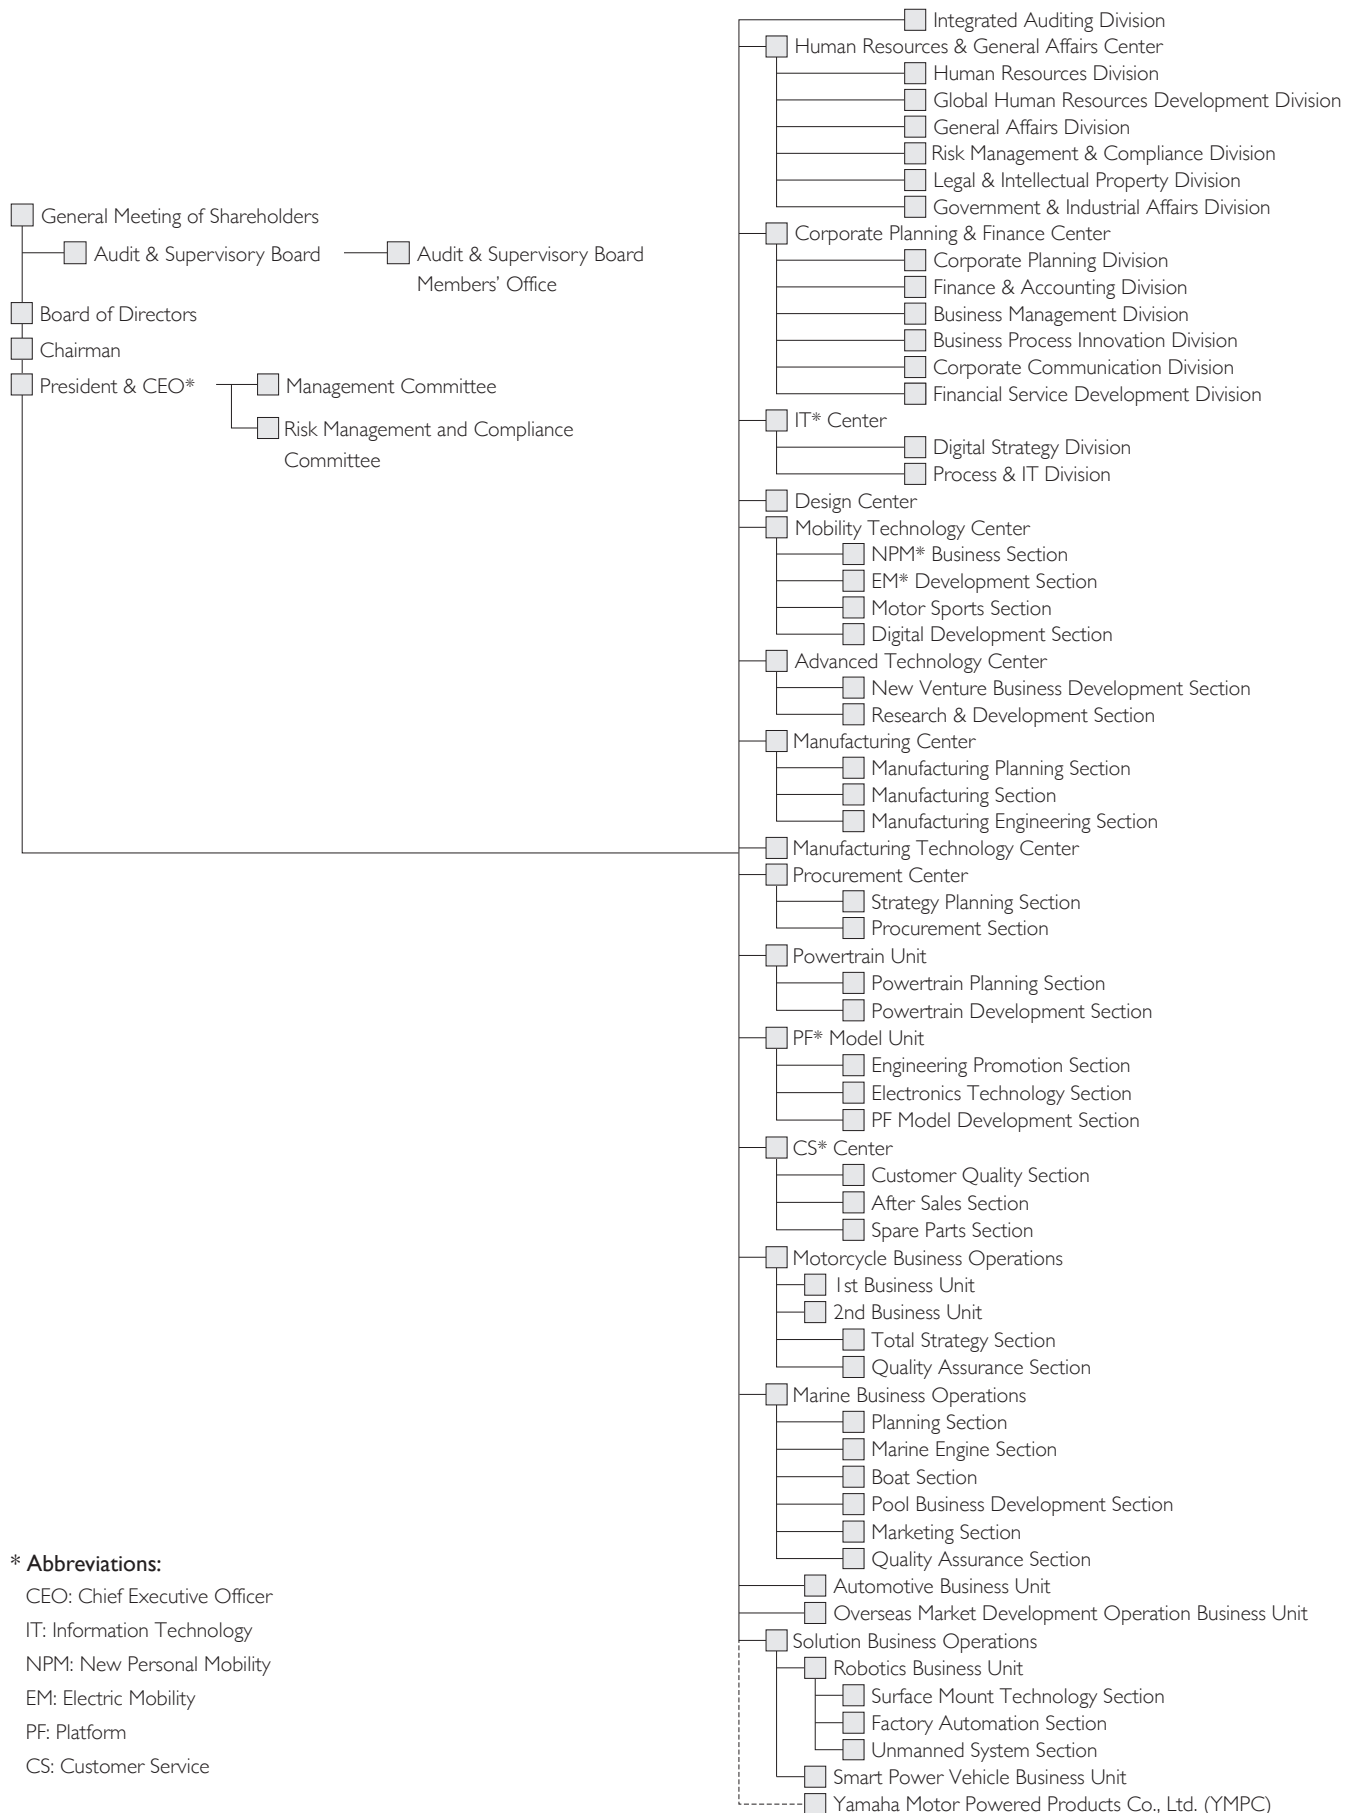 General Meeting of Shareholders
Audit & Supervisory Board
Audit & Supervisory Board
Members' Office
Board of Directors
Chairman
President & CEO*
Management Committee
Risk Management and Compliance
Committee
Integrated Auditing Division
Human Resources & General Affairs Center
Human Resources Division
Global Human Resources Development Division
General Affairs Division
Risk Management & Compliance Division
Legal & Intellectual Property Division
Government & Industrial Affairs Division
Corporate Planning & Finance Center
Corporate Planning Division
Finance & Accounting Division
Business Management Division
Business Process Innovation Division
Corporate Communication Division
Financial Service Development Division
IT* Center
Digital Strategy Division
Process & IT Division
Design Center
Mobility Technology Center
NPM* Business Section
EM* Development Section
Motor Sports Section
Digital Development Section
Advanced Technology Center
New Venture Business Development Section
Research & Development Section
Manufacturing Center
Manufacturing Planning Section
Manufacturing Section
Manufacturing Engineering Section
Manufacturing Technology Center
Procurement Center
Strategy Planning Section
Procurement Section
Powertrain Unit
Powertrain Planning Section
Powertrain Development Section
PF* Model Unit
Engineering Promotion Section
Electronics Technology Section
PF Model Development Section
CS* Center
Customer Quality Section
After Sales Section
Spare Parts Section
Motorcycle Business Operations
1st Business Unit
2nd Business Unit
Total Strategy Section
Quality Assurance Section
Marine Business Operations
Planning Section
Marine Engine Section
Boat Section
Pool Business Development Section
Marketing Section
Quality Assurance Section
Automotive Business Unit
Overseas Market Development Operation Business Unit
Solution Business Operations
Robotics Business Unit
Surface Mount Technology Section
Factory Automation Section
Unmanned System Section
Smart Power Vehicle Business Unit
Yamaha Motor Powered Products Co., Ltd. (YMPC)
* Abbreviations:
CEO: Chief Executive Officer
IT: Information Technology
NPM: New Personal Mobility
EM: Electric Mobility
PF: Platform
CS: Customer Service